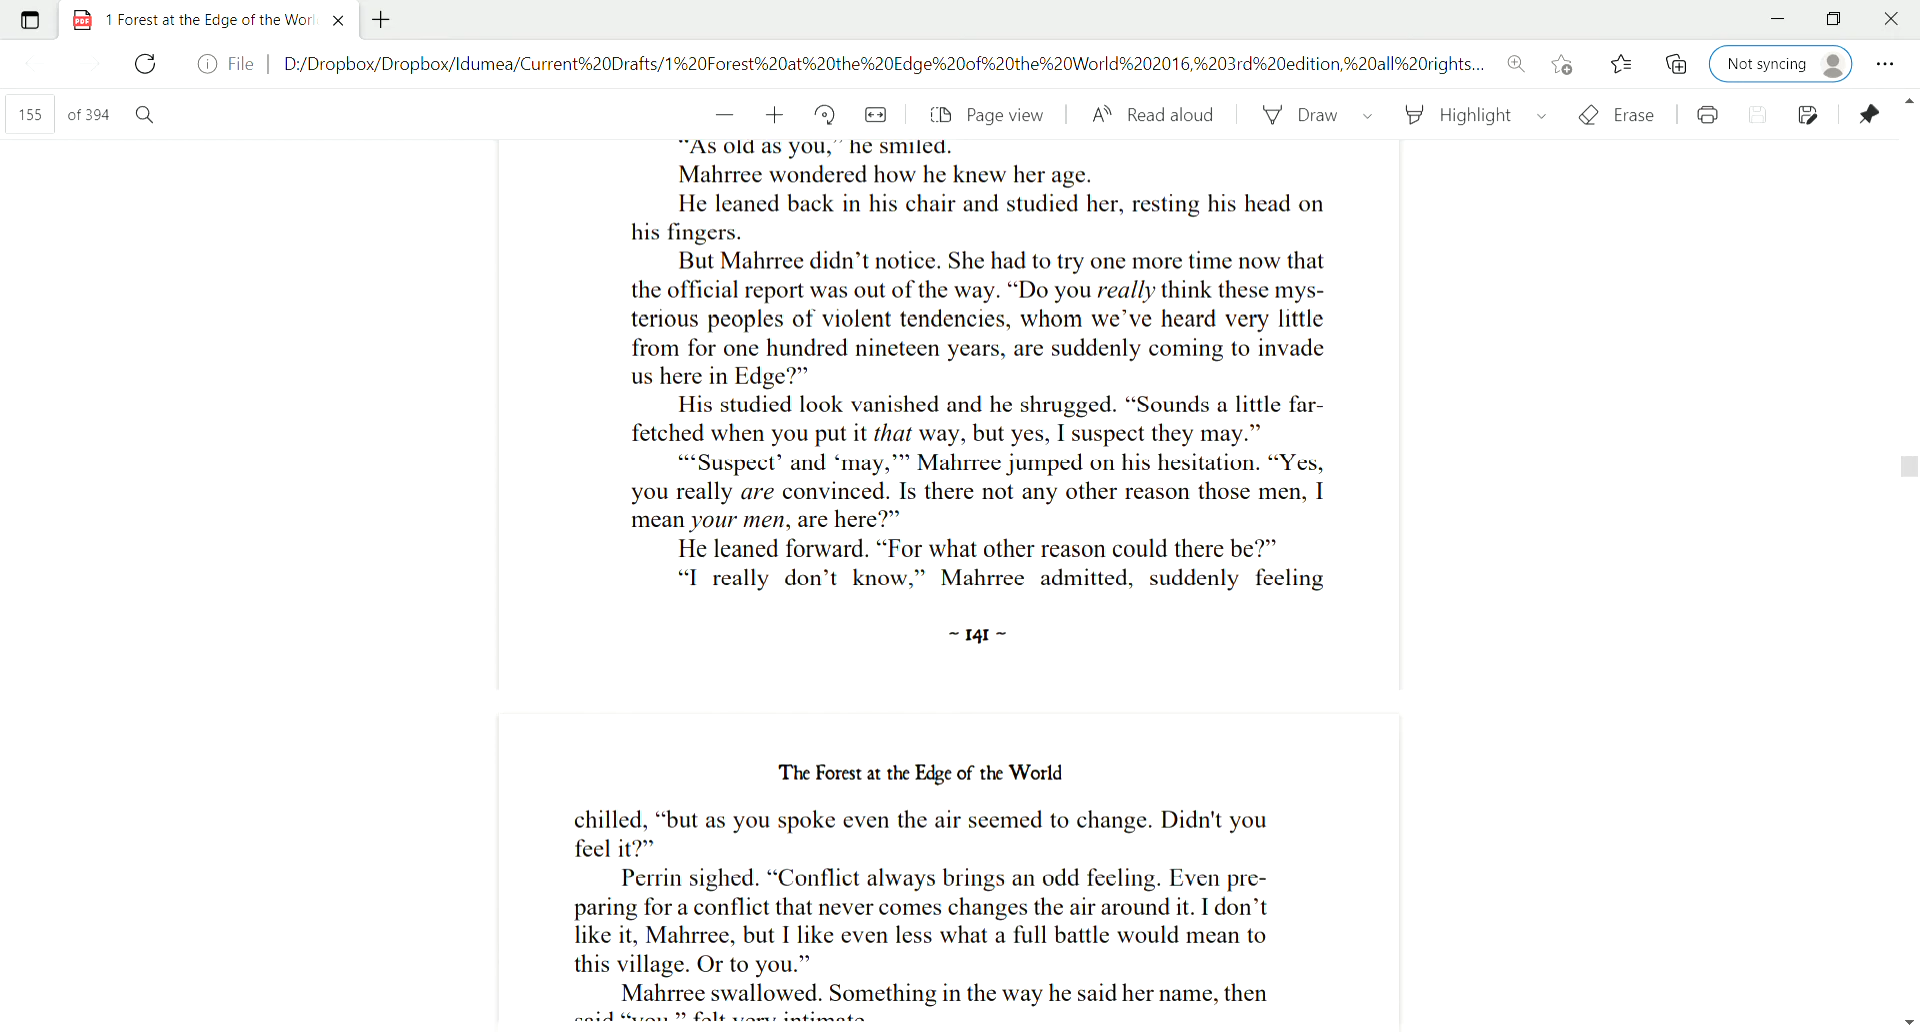 1 Forest at the Edge of the Worl
File
D:/Dropbox/Dropbox/Idumea/Current%20Drafts/1%20Forest%20at%20the%20Edge%20of%20the%20World%202016,%203rd%20edition,%20all%20rights...
Not syncing
155 of 394
Page view
Read aloud
Draw
Highlight
Erase
“As old as you,” he smiled.
Mahrree wondered how he knew her age.
He leaned back in his chair and studied her, resting his head on
his fingers.
But Mahrree didn’t notice. She had to try one more time now that
the official report was out of the way. “Do you really think these mys-
terious peoples of violent tendencies, whom we’ve heard very little
from for one hundred nineteen years, are suddenly coming to invade
us here in Edge?”
His studied look vanished and he shrugged. “Sounds a little far-
fetched when you put it that way, but yes, I suspect they may.”
“‘Suspect’ and ‘may,’” Mahrree jumped on his hesitation. “Yes,
you really are convinced. Is there not any other reason those men, I
mean your men, are here?”
He leaned forward. “For what other reason could there be?”
“I really don’t know,” Mahrree admitted, suddenly feeling
~ 141 ~
The Forest at the Edge of the World
chilled, “but as you spoke even the air seemed to change. Didn't you
feel it?”
Perrin sighed. “Conflict always brings an odd feeling. Even pre-
paring for a conflict that never comes changes the air around it. I don’t
like it, Mahrree, but I like even less what a full battle would mean to
this village. Or to you.”
Mahrree swallowed. Something in the way he said her name, then
said “you,” felt very intimate